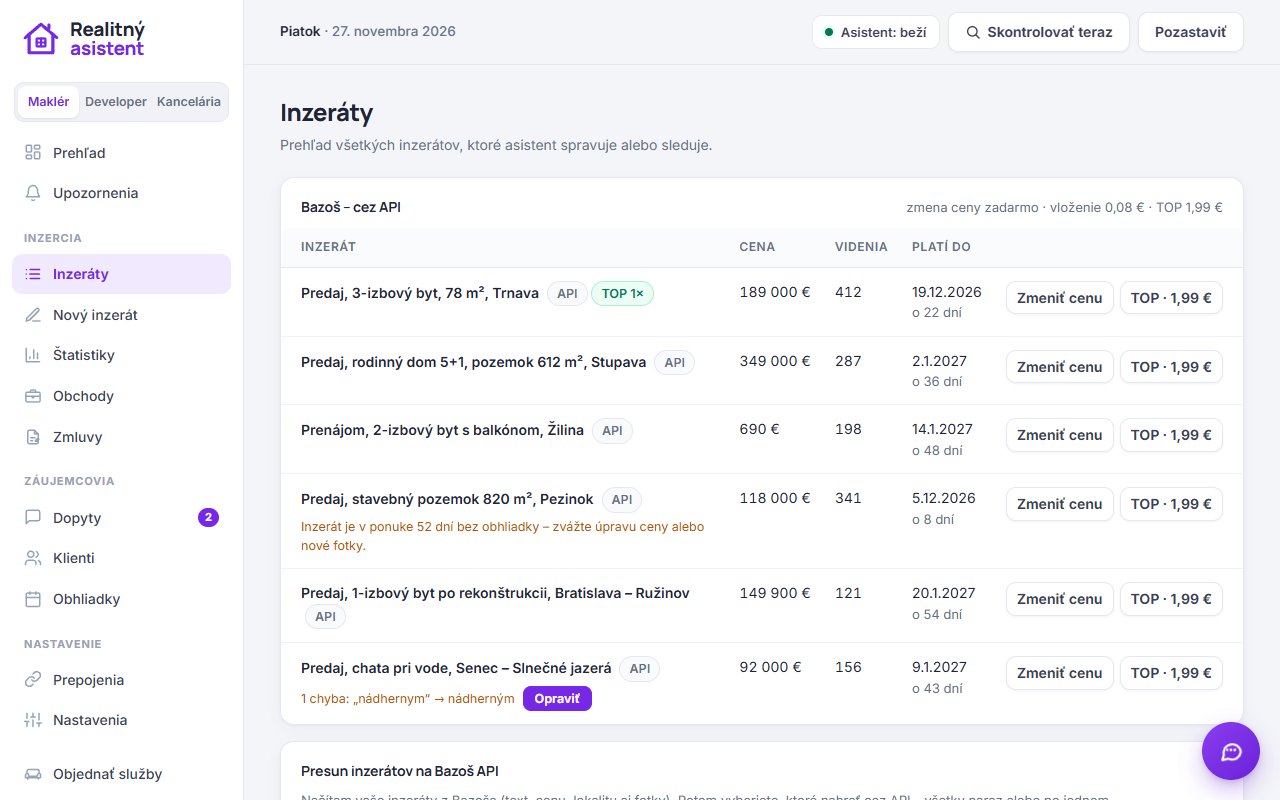 Realitný
asistent
Maklér Developer Kancelária
Prehľad
Upozornenia
INZERCIA
Inzeráty
Nový inzerát
Štatistiky
Obchody
Zmluvy
ZÁUJEMCOVIA
Dopyty 2
Klienti
Obhliadky
NASTAVENIE
Prepojenia
Nastavenia
Objednať služby
Piatok · 27. novembra 2026 Asistent: beží Skontrolovať teraz Pozastaviť
Inzeráty
Prehľad všetkých inzerátov, ktoré asistent spravuje alebo sleduje.
Bazoš – cez API zmena ceny zadarmo · vloženie 0,08 € · TOP 1,99 €
INZERÁT CENA VIDENIA PLATÍ DO
Predaj, 3-izbový byt, 78 m², Trnava API TOP 1× 189 000 € 412 19.12.2026 Zmeniť cenu TOP · 1,99 €
o 22 dní
Predaj, rodinný dom 5+1, pozemok 612 m², Stupava API 349 000 € 287 2.1.2027 Zmeniť cenu TOP · 1,99 €
o 36 dní
Prenájom, 2-izbový byt s balkónom, Žilina API 690 € 198 14.1.2027 Zmeniť cenu TOP · 1,99 €
o 48 dní
Predaj, stavebný pozemok 820 m², Pezinok API 118 000 € 341 5.12.2026 Zmeniť cenu TOP · 1,99 €
o 8 dní
Inzerát je v ponuke 52 dní bez obhliadky – zvážte úpravu ceny alebo
nové fotky.
Predaj, 1-izbový byt po rekonštrukcii, Bratislava – Ružinov 149 900 € 121 20.1.2027 Zmeniť cenu TOP · 1,99 €
API o 54 dní
Predaj, chata pri vode, Senec – Slnečné jazerá API 92 000 € 156 9.1.2027 Zmeniť cenu TOP · 1,99 €
o 43 dní
1 chyba: „nádhernym“ → nádherným Opraviť
Presun inzerátov na Bazoš API